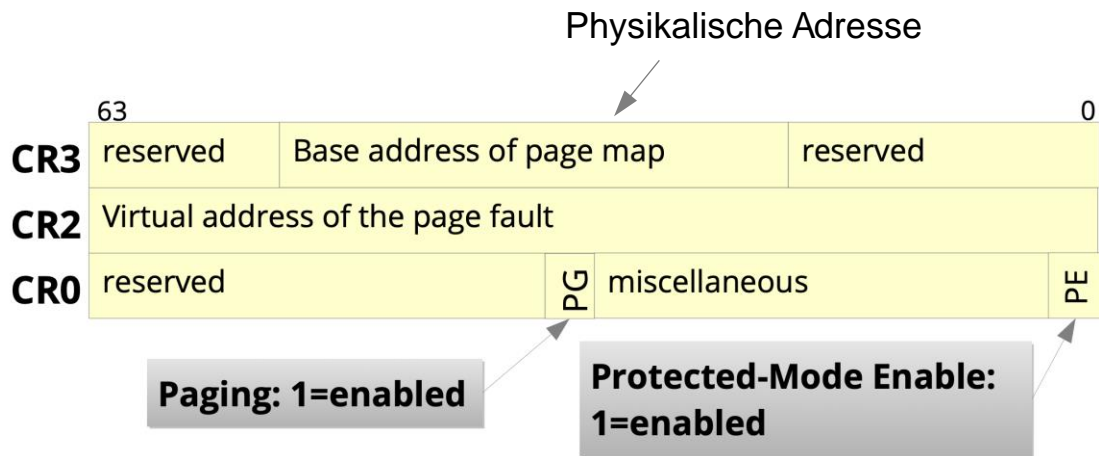 Physikalische Adresse
63 0
CR3 reserved Base address of page map reserved
CR2 Virtual address of the page fault
CR0 reserved PG miscellaneous PE
Paging: 1=enabled
Protected-Mode Enable:
1=enabled